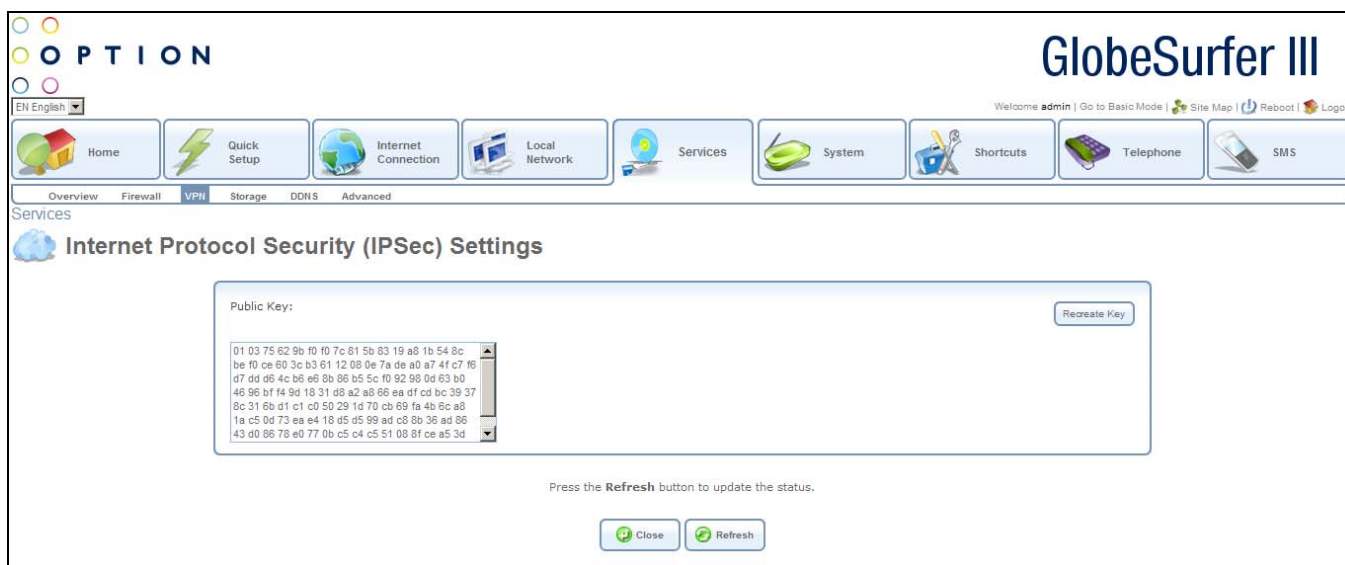 OPTION
GlobeSurfer III
EN English
Welcome admin | Go to Basic Mode | Site Map | Reboot | Logo
Home
Quick Setup
Internet Connection
Local Network
Services
System
Shortcuts
Telephone
SMS
Overview Firewall VPN Storage DDNS Advanced
Services
Internet Protocol Security (IPSec) Settings
Public Key:
Recreate Key
01 03 75 62 9b f0 f0 7c 81 5b 83 19 a8 1b 54 8c
be f0 ce 60 3c b3 61 12 08 0e 7a de a0 a7 4f c7 f6
d7 dd d6 4c b6 e6 8b 86 b5 5c f0 92 98 0d 63 b0
46 96 bf f4 9d 18 31 d8 a2 a8 66 ea df cd bc 39 37
8c 31 6b d1 c1 c0 50 29 1d 70 cb 69 fa 4b 6c a8
1a c5 0d 73 ea e4 18 d5 d5 99 ad c8 8b 36 ad 86
43 d0 86 78 e0 77 0b c5 c4 c5 51 08 8f ce a5 3d
Press the Refresh button to update the status.
Close
Refresh